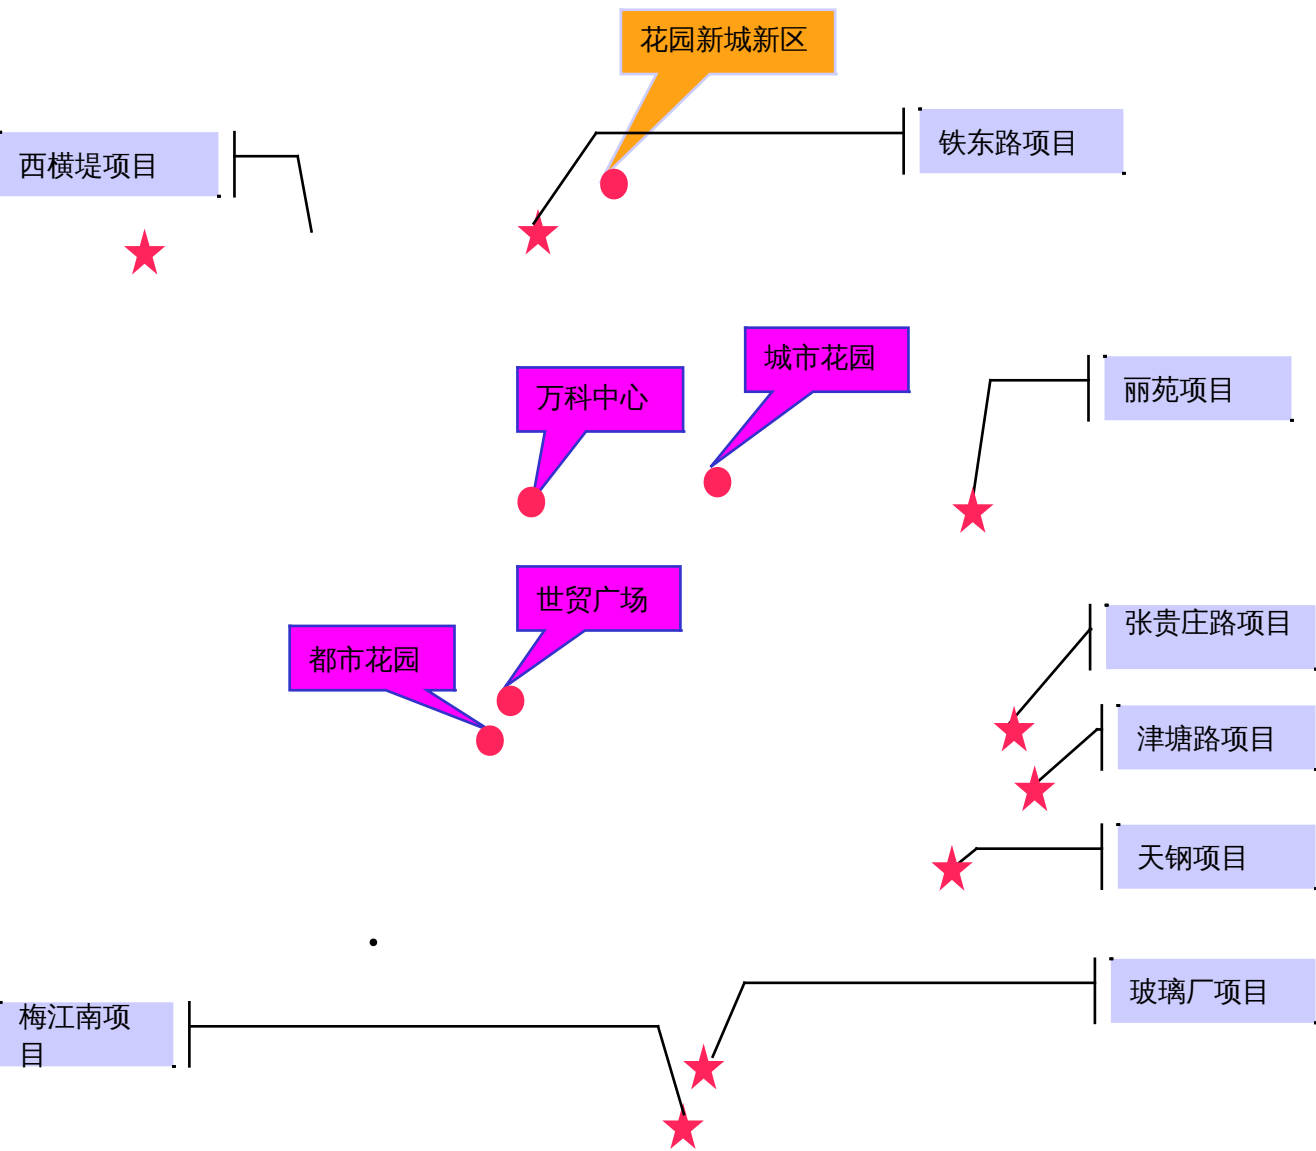 花园新城新区
铁东路项目
西横堤项目
城市花园
万科中心
丽苑项目
世贸广场
张贵庄路项目
都市花园
津塘路项目
天钢项目
玻璃厂项目
梅江南项
目